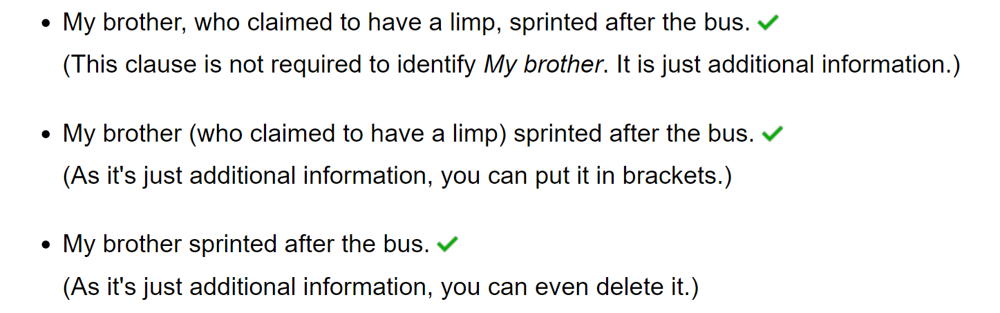 • My brother, who claimed to have a limp, sprinted after the bus. ✓
(This clause is not required to identify My brother. It is just additional information.)
• My brother (who claimed to have a limp) sprinted after the bus. ✓
(As it's just additional information, you can put it in brackets.)
• My brother sprinted after the bus. ✓
(As it's just additional information, you can even delete it.)